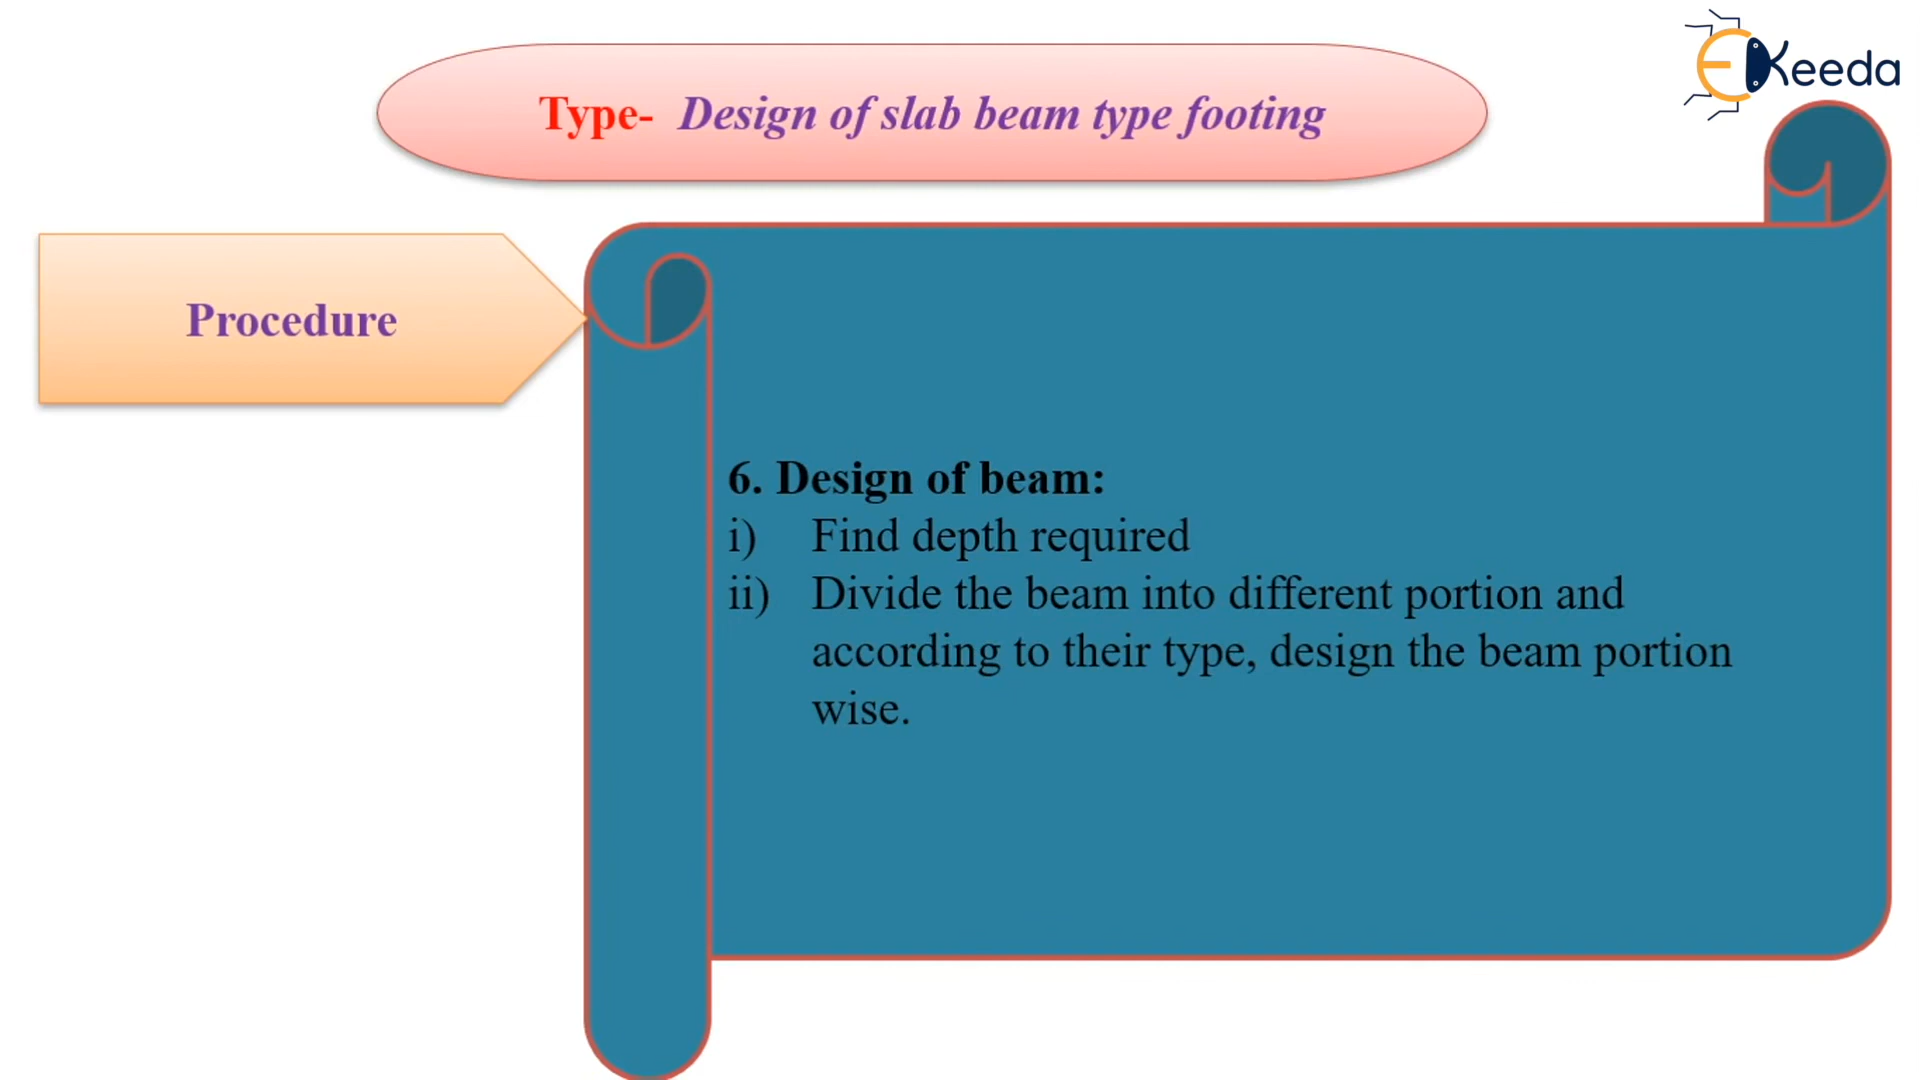 EKeeda
Type- Design of slab beam type footing
Procedure
6. Design of beam:
i) Find depth required
ii) Divide the beam into different portion and
according to their type, design the beam portion
wise.